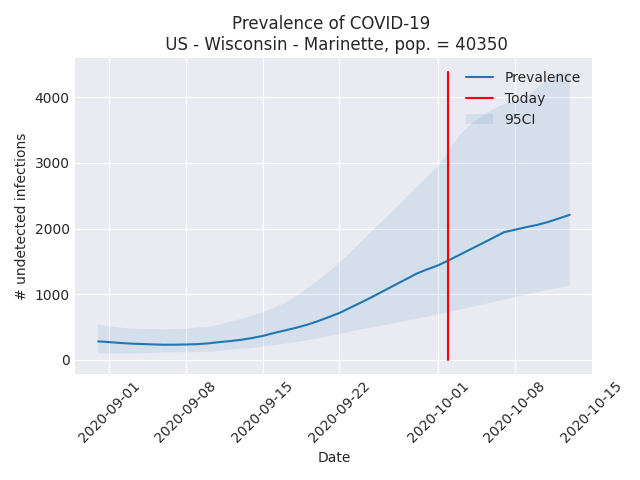 Prevalence of COVID-19
US - Wisconsin - Marinette, pop. = 40350
Prevalence
Today
95CI
# undetected infections
4000
3000
2000
1000
0
2020-09-01
2020-09-08
2020-09-15
2020-09-22
2020-10-01
2020-10-08
2020-10-15
Date